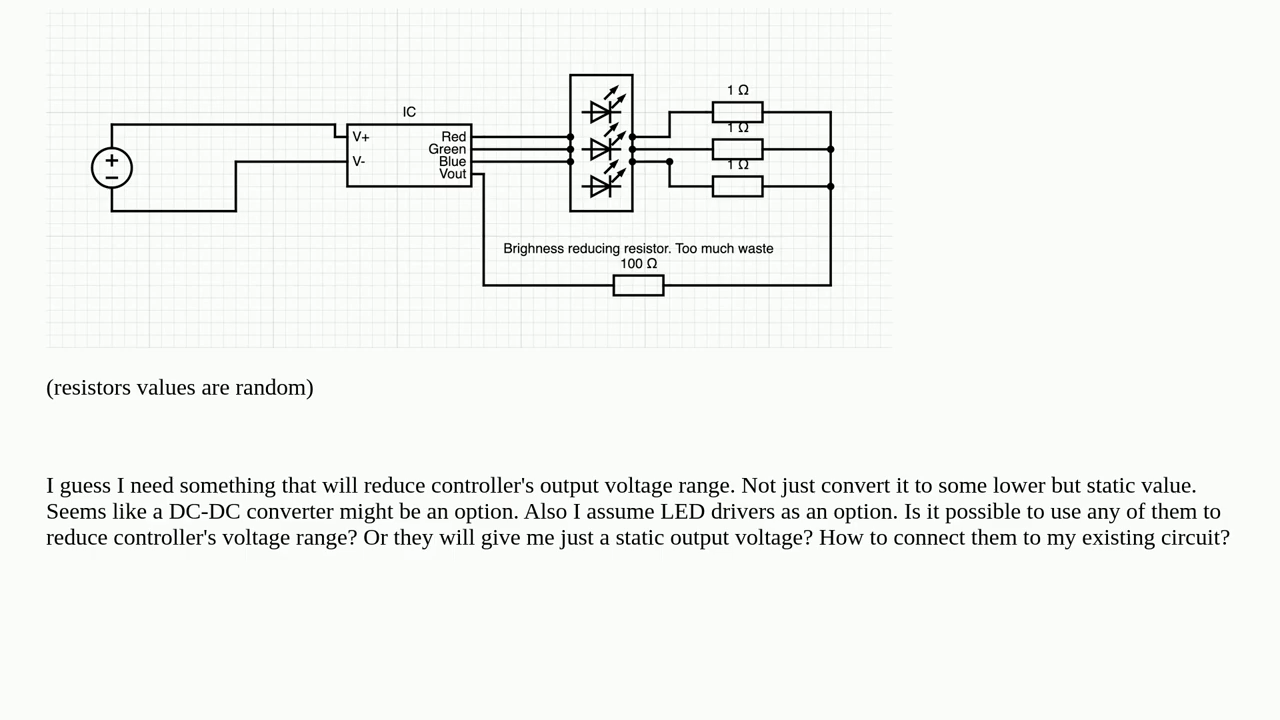 1 Ω
IC
1 Ω
V+
Red
Green
V-
Blue
1 Ω
Vout
Brighness reducing resistor. Too much waste
100 Ω
(resistors values are random)
I guess I need something that will reduce controller's output voltage range. Not just convert it to some lower but static value.
Seems like a DC-DC converter might be an option. Also I assume LED drivers as an option. Is it possible to use any of them to
reduce controller's voltage range? Or they will give me just a static output voltage? How to connect them to my existing circuit?